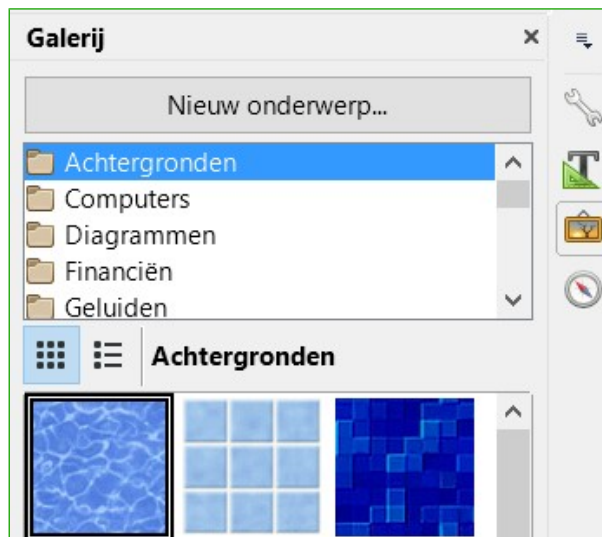 Galerij
Nieuw onderwerp...
Achtergronden
Computers
Diagrammen
Financiën
Geluiden
Achtergronden